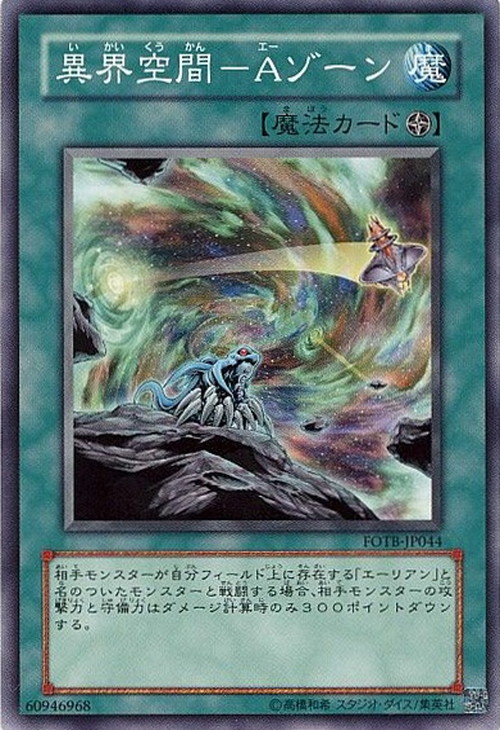 異界空間－Aゾーン 魔
【魔法カード】
FOTB-JP044
相手モンスターが自分フィールド上に存在する「エーリアン」と
名のついたモンスターと戦闘する場合、相手モンスターの攻
撃力と守備力はダメージ計算時のみ３００ポイントダウン
する。
60946968
©高橋和希 スタジオ・ダイス/集英社